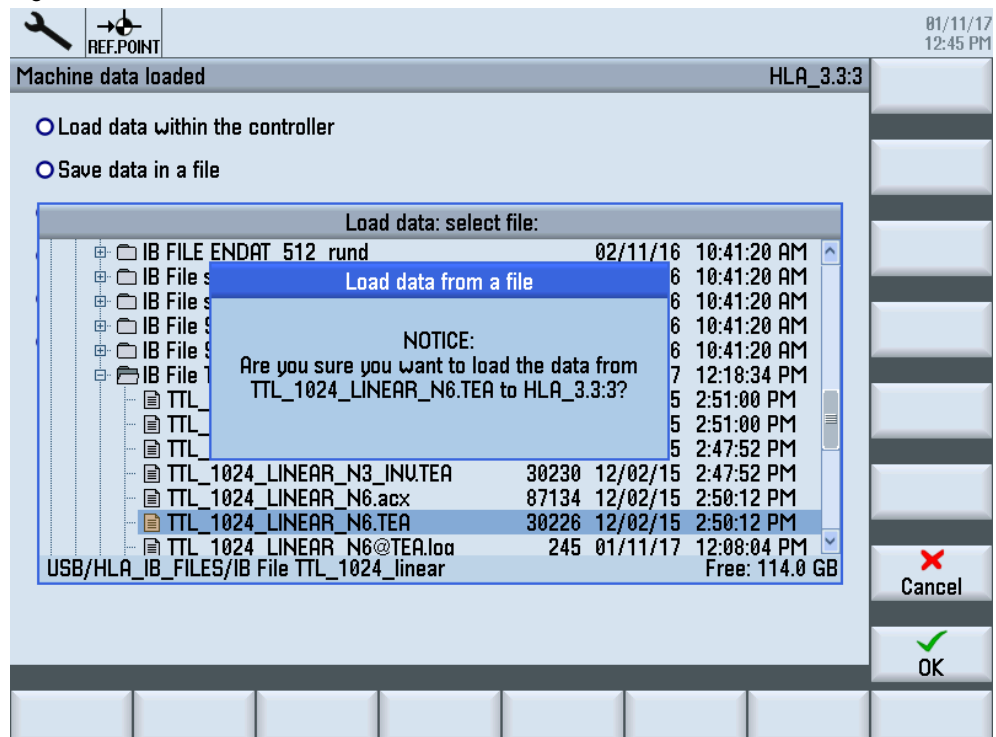 REF.POINT
01/11/17
12:45 PM
Machine data loaded HLA_3.3:3
Load data within the controller
Save data in a file
Load data: select file:
IB FILE ENDAT_512_rund 02/11/16 10:41:20 AM
IB File s 6 10:41:20 AM
Load data from a file
IB File s 6 10:41:20 AM
IB File S 6 10:41:20 AM
NOTICE:
IB File S 6 10:41:20 AM
Are you sure you want to load the data from
IB File T 7 12:18:34 PM
TTL_1024_LINEAR_N6.TEA to HLA_3.3:3?
TTL_ 5 2:51:00 PM
TTL_ 5 2:51:00 PM
TTL_ 5 2:47:52 PM
TTL_1024_LINEAR_N3_INV.TEA 30230 12/02/15 2:47:52 PM
TTL_1024_LINEAR_N6.acx 87134 12/02/15 2:50:12 PM
TTL_1024_LINEAR_N6.TEA 30226 12/02/15 2:50:12 PM
TTL_1024_LINEAR_N6@TEA.log 245 01/11/17 12:08:04 PM
USB/HLA_IB_FILES/IB File TTL_1024_linear Free: 114.0 GB
Cancel
OK